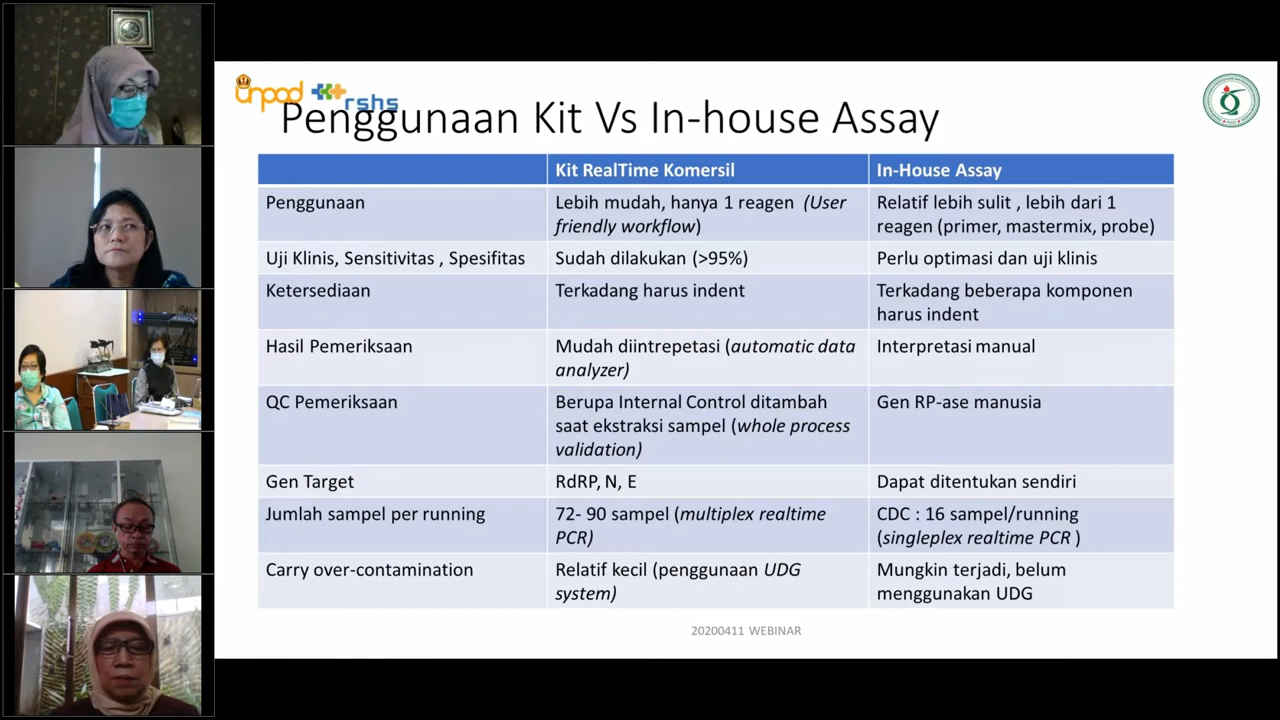 unpad
rshs
Penggunaan Kit Vs In-house Assay
Kit RealTime Komersil
In-House Assay
Penggunaan
Lebih mudah, hanya 1 reagen (User
friendly workflow)
Relatif lebih sulit , lebih dari 1
reagen (primer, mastermix, probe)
Uji Klinis, Sensitivitas , Spesifitas
Sudah dilakukan (>95%)
Perlu optimasi dan uji klinis
Ketersediaan
Terkadang harus indent
Terkadang beberapa komponen
harus indent
Hasil Pemeriksaan
Mudah diintrepetasi (automatic data
analyzer)
Interpretasi manual
QC Pemeriksaan
Berupa Internal Control ditambah
saat ekstraksi sampel (whole process
validation)
Gen RP-ase manusia
Gen Target
RdRP, N, E
Dapat ditentukan sendiri
Jumlah sampel per running
72- 90 sampel (multiplex realtime
PCR)
CDC : 16 sampel/running
(singleplex realtime PCR )
Carry over-contamination
Relatif kecil (penggunaan UDG
system)
Mungkin terjadi, belum
menggunakan UDG
20200411 WEBINAR